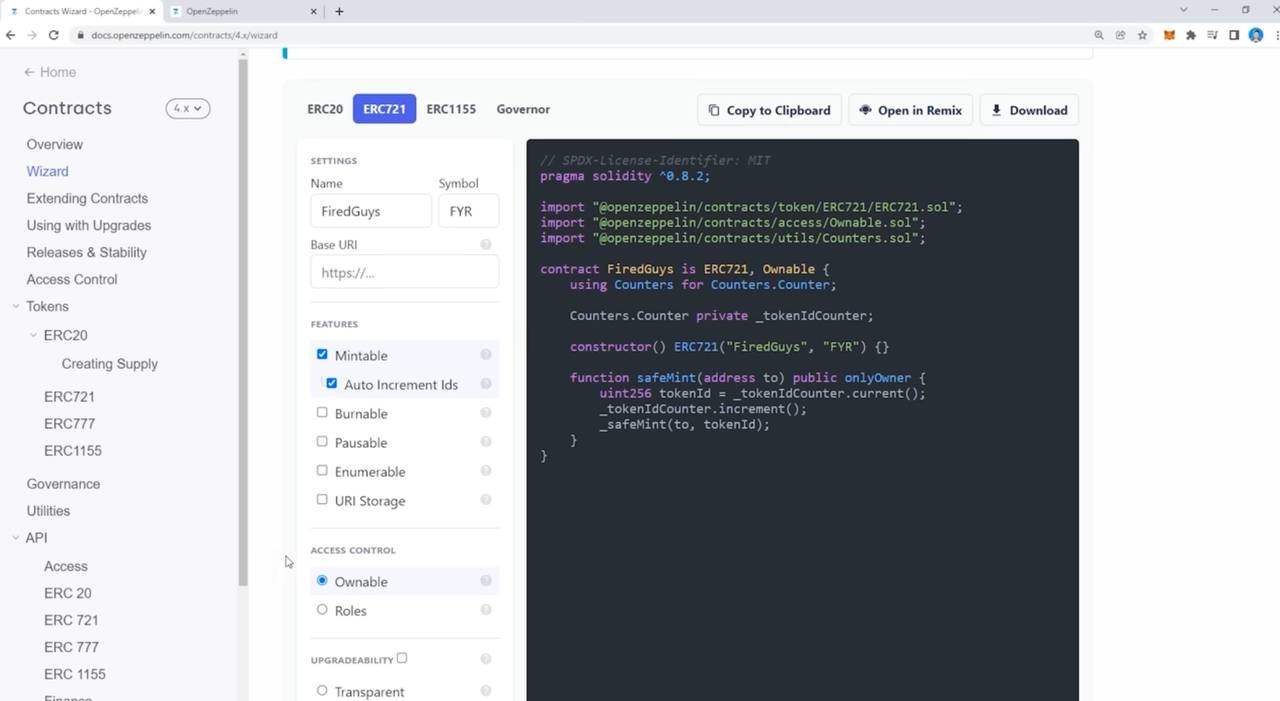 Contracts Wizard - OpenZeppeli
OpenZeppelin
docs.openzeppelin.com/contracts/4.x/wizard
← Home
Contracts
4.x
Overview
Wizard
Extending Contracts
Using with Upgrades
Releases & Stability
Access Control
Tokens
ERC20
Creating Supply
ERC721
ERC777
ERC1155
Governance
Utilities
API
Access
ERC 20
ERC 721
ERC 777
ERC 1155
Finance
ERC20 ERC721 ERC1155 Governor
Copy to Clipboard Open in Remix Download
SETTINGS
Name Symbol
FiredGuys FYR
Base URI ?
https://...
FEATURES
Mintable ?
Auto Increment Ids ?
Burnable ?
Pausable ?
Enumerable ?
URI Storage ?
ACCESS CONTROL
Ownable ?
Roles ?
UPGRADEABILITY ?
Transparent ?
// SPDX-License-Identifier: MIT
pragma solidity ^0.8.2;
import "@openzeppelin/contracts/token/ERC721/ERC721.sol";
import "@openzeppelin/contracts/access/Ownable.sol";
import "@openzeppelin/contracts/utils/Counters.sol";
contract FiredGuys is ERC721, Ownable {
using Counters for Counters.Counter;
Counters.Counter private _tokenIdCounter;
constructor() ERC721("FiredGuys", "FYR") {}
function safeMint(address to) public onlyOwner {
uint256 tokenId = _tokenIdCounter.current();
_tokenIdCounter.increment();
_safeMint(to, tokenId);
}
}